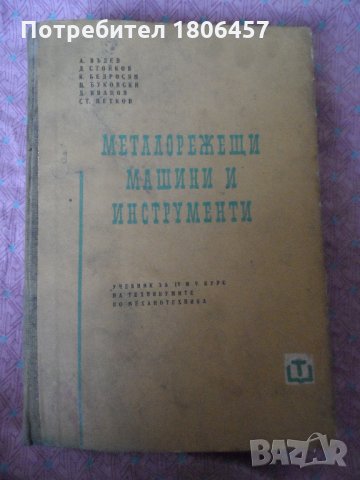 Потребител 1806457
А. ВЪЛЕВ
Д. СТОЙКОВ
К. БЕДРОСЯН
Ц. БУКОВСКИ
Д. ИВАНОВ
СТ. ПЕТКОВ
МЕТАЛОРЕЖЕЩИ
МАШИНИ И
ИНСТРУМЕНТИ
УЧЕБНИК ЗА IV И V КУРС
НА ТЕХНИКУМИТЕ
ПО МЕХАНОТЕХНИКА
Т
BAZAR